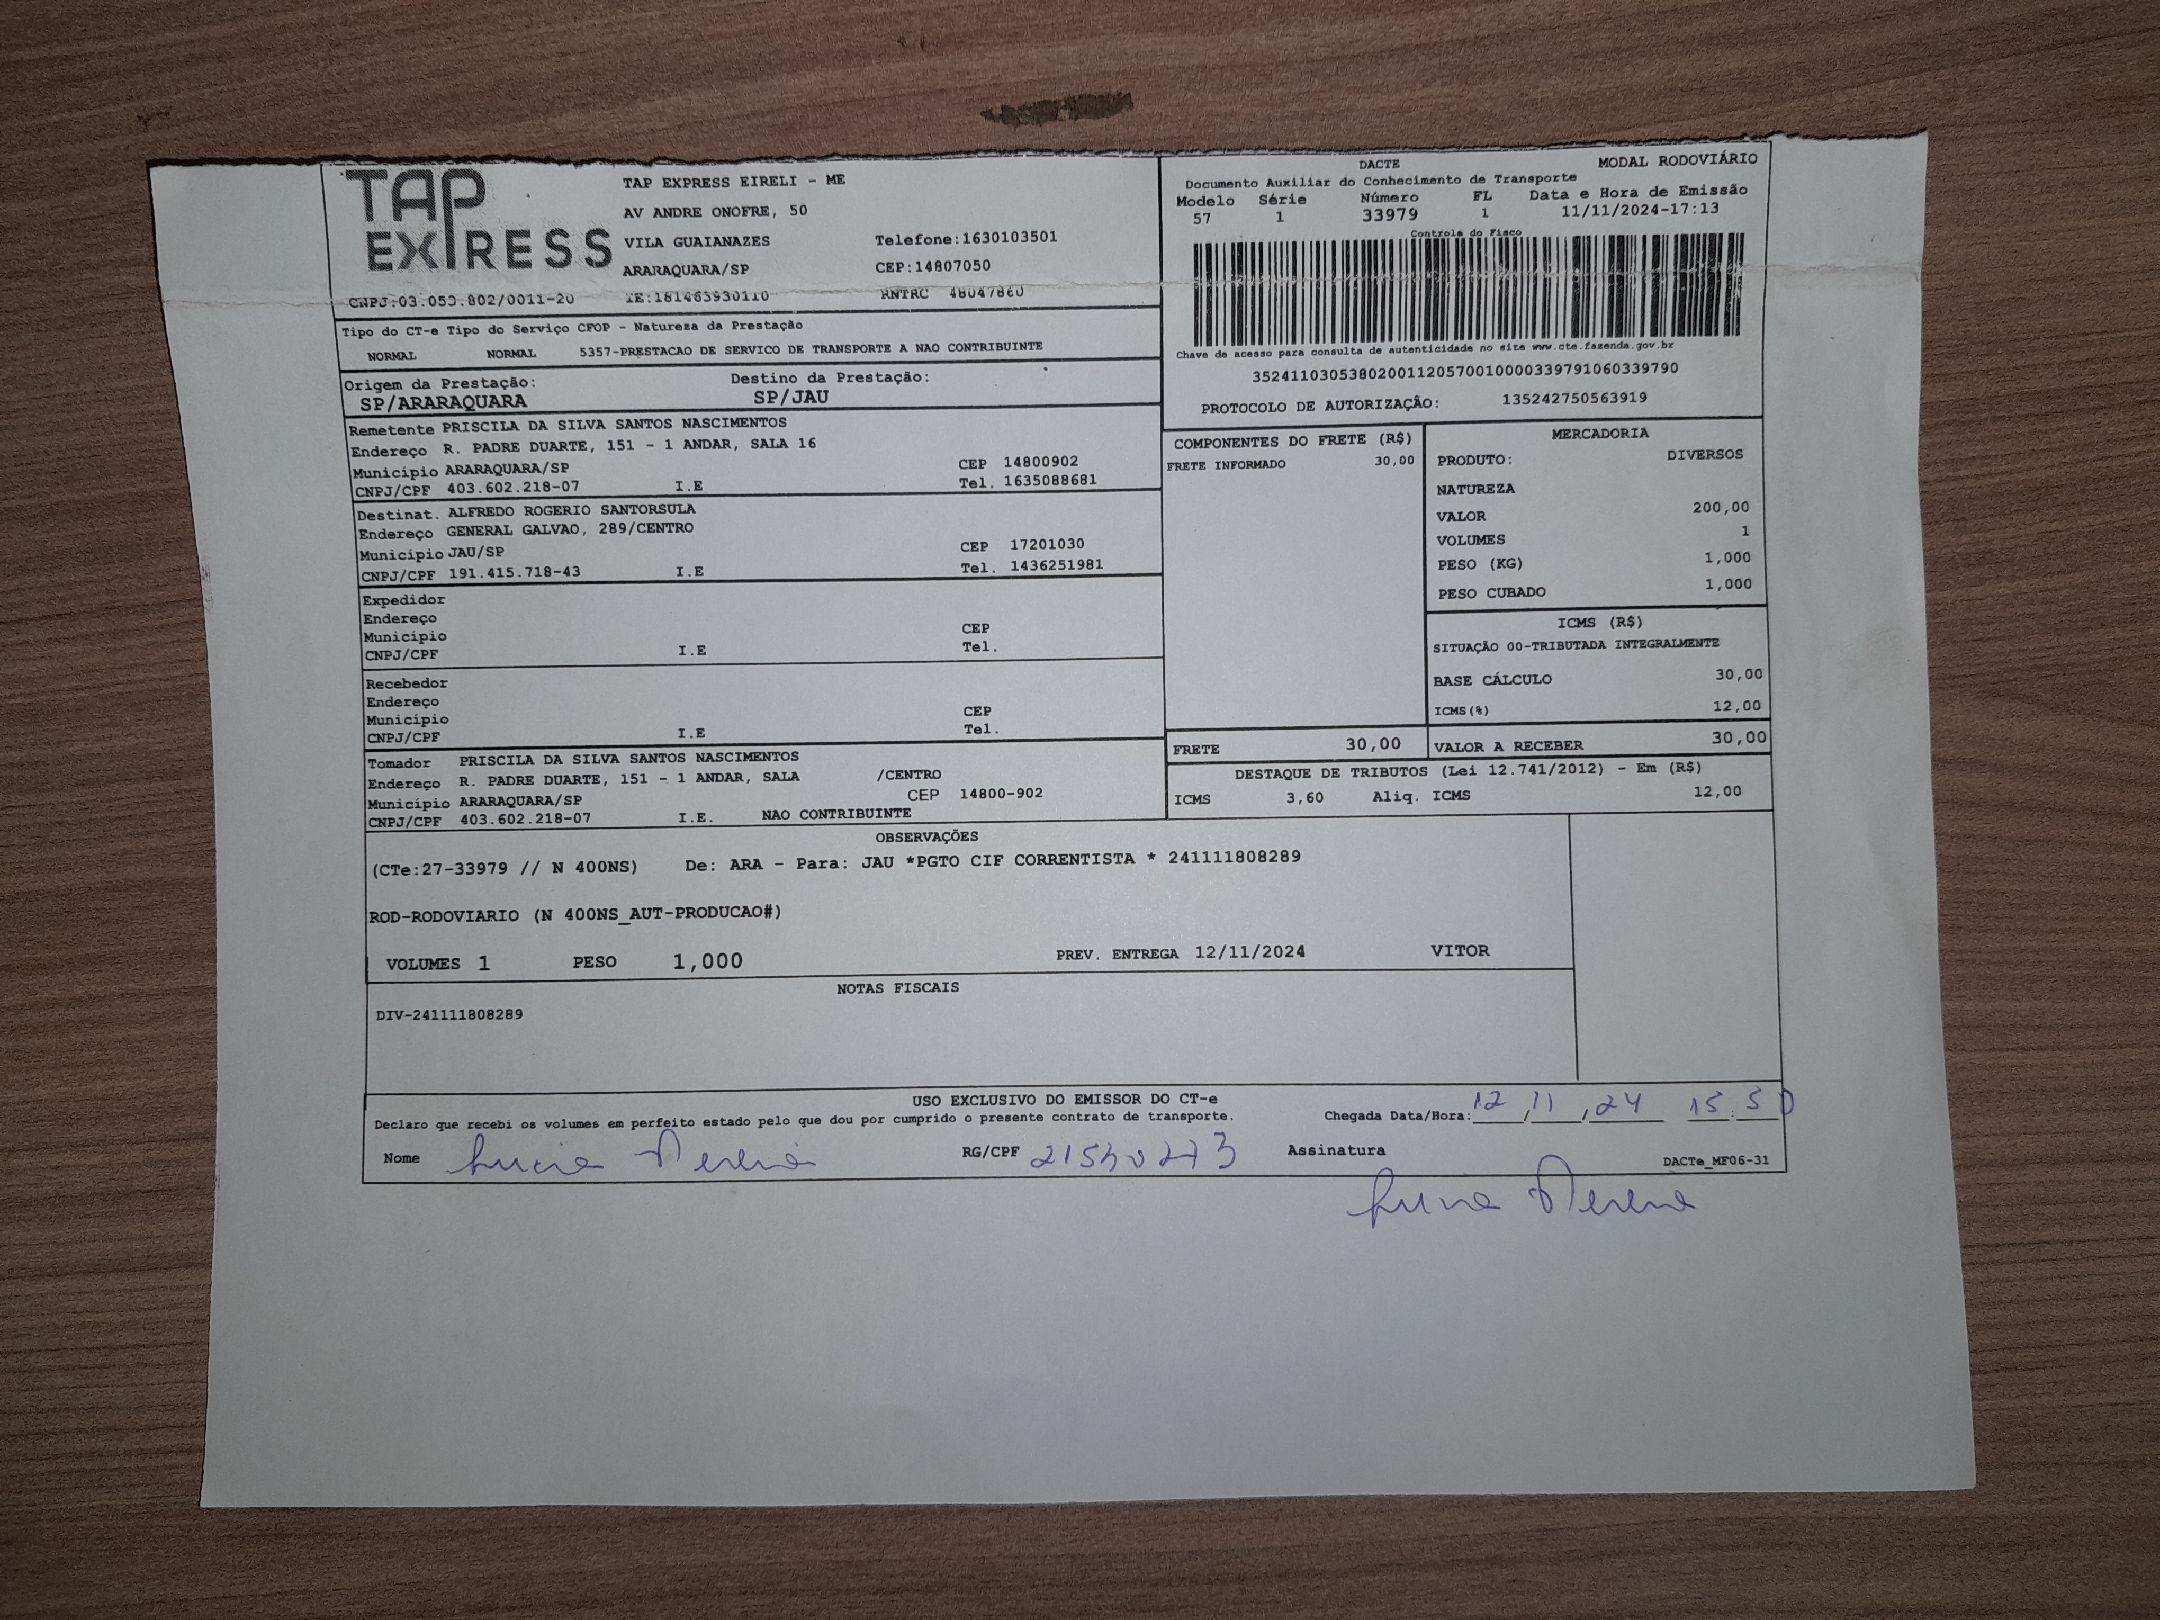 TAP EXPRESS
TAP EXPRESS EIRELI - ME
AV ANDRE ONOFRE, 50
VILA GUAIANAZES Telefone:1630103501
ARARAQUARA/SP CEP:14807050
CNPJ:03.053.802/0011-20 IE:181463930110 RNTRC 48047860
DACTE MODAL RODOVIÁRIO
Documento Auxiliar do Conhecimento de Transporte
Modelo Série Número FL Data e Hora de Emissão
57 1 33979 1 11/11/2024-17:13
Controle do Fisco
Chave de acesso para consulta de autenticidade no site www.cte.fazenda.gov.br
35241103053802001120570010000339791060339790
PROTOCOLO DE AUTORIZAÇÂO: 135242750563919
Tipo do CT-e Tipo do Serviço CFOP - Natureza da Prestação
NORMAL NORMAL 5357-PRESTACAO DE SERVICO DE TRANSPORTE A NAO CONTRIBUINTE
Origem da Prestação: Destino da Prestação:
SP/ARARAQUARA SP/JAU
Remetente PRISCILA DA SILVA SANTOS NASCIMENTOS
Endereço R. PADRE DUARTE, 151 - 1 ANDAR, SALA 16
Município ARARAQUARA/SP CEP 14800902
CNPJ/CPF 403.602.218-07 I.E Tel. 1635088681
Destinat. ALFREDO ROGERIO SANTORSULA
Endereço GENERAL GALVAO, 289/CENTRO
Município JAU/SP CEP 17201030
CNPJ/CPF 191.415.718-43 I.E Tel. 1436251981
Expedidor
Endereço
Município CEP
CNPJ/CPF I.E Tel.
Recebedor
Endereço
Município CEP
CNPJ/CPF I.E Tel.
Tomador PRISCILA DA SILVA SANTOS NASCIMENTOS
Endereço R. PADRE DUARTE, 151 - 1 ANDAR, SALA /CENTRO
Município ARARAQUARA/SP CEP 14800-902
CNPJ/CPF 403.602.218-07 I.E. NAO CONTRIBUINTE
COMPONENTES DO FRETE (R$)
FRETE INFORMADO 30,00
MERCADORIA
PRODUTO: DIVERSOS
NATUREZA
VALOR 200,00
VOLUMES 1
PESO (KG) 1,000
PESO CUBADO 1,000
ICMS (R$)
SITUAÇÃO 00-TRIBUTADA INTEGRALMENTE
BASE CÁLCULO 30,00
ICMS(%) 12,00
FRETE 30,00 VALOR A RECEBER 30,00
DESTAQUE DE TRIBUTOS (Lei 12.741/2012) - Em (R$)
ICMS 3,60 Aliq. ICMS 12,00
OBSERVAÇÕES
(CTe:27-33979 // N 400NS) De: ARA - Para: JAU *PGTO CIF CORRENTISTA * 241111808289
ROD-RODOVIARIO (N 400NS_AUT-PRODUCAO#)
VOLUMES 1 PESO 1,000 PREV. ENTREGA 12/11/2024 VITOR
NOTAS FISCAIS
DIV-241111808289
USO EXCLUSIVO DO EMISSOR DO CT-e
Declaro que recebi os volumes em perfeito estado pelo que dou por cumprido o presente contrato de transporte. Chegada Data/Hora: 12/11/24 15:50
Nome Lucia RG/CPF Assinatura DACTe_MF06-31
Lucia